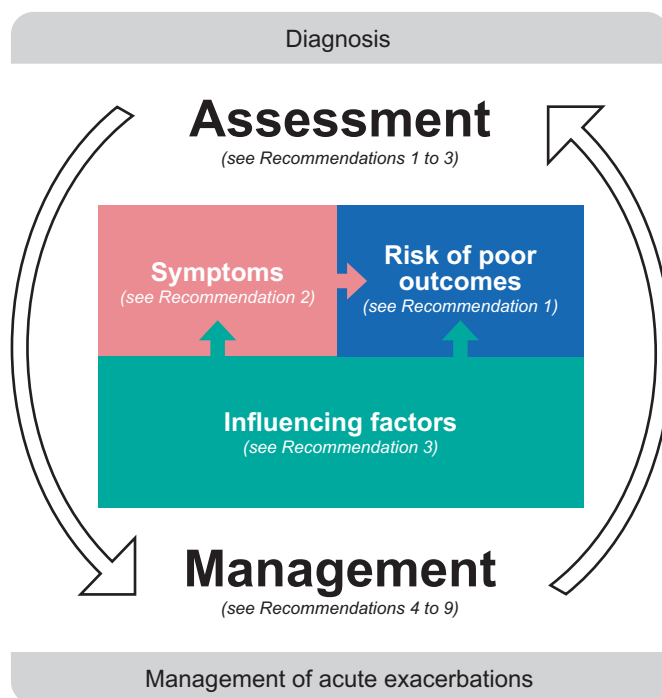 Diagnosis
Assessment
(see Recommendations 1 to 3)
Symptoms
(see Recommendation 2)
Risk of poor
outcomes
(see Recommendation 1)
Influencing factors
(see Recommendation 3)
Management
(see Recommendations 4 to 9)
Management of acute exacerbations